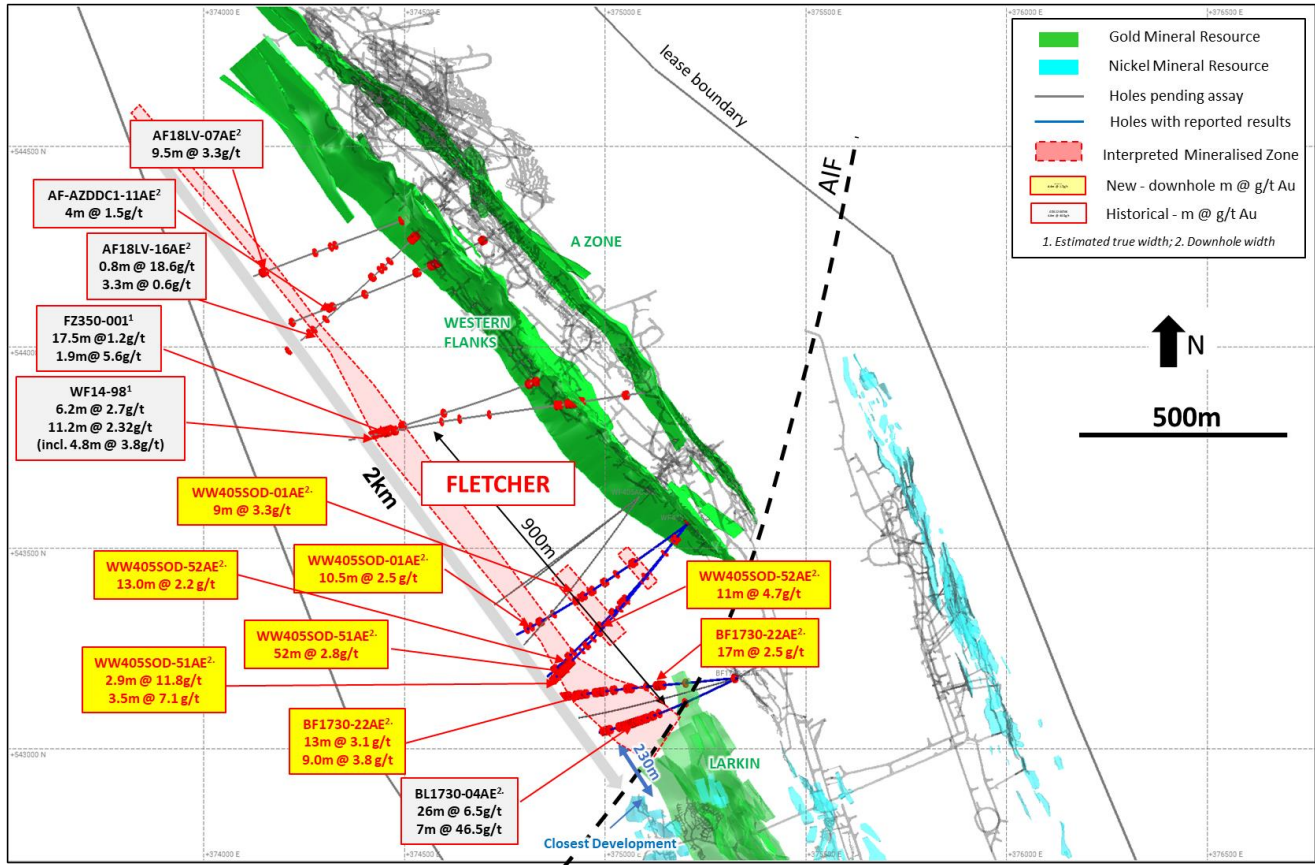 +374000 E
+374500 E
+375000 E
+375500 E
+376000 E
+376500 E
+544500 N
+544000 N
+543500 N
+543000 N
Gold Mineral Resource
Nickel Mineral Resource
Holes pending assay
Holes with reported results
Interpreted Mineralised Zone
New - downhole m @ g/t Au
Historical - m @ g/t Au
1. Estimated true width; 2. Downhole width
lease boundary
AIF
N
500m
A ZONE
WESTERN
FLANKS
AF18LV-07AE²
9.5m @ 3.3g/t
AF-AZDDC1-11AE²
4m @ 1.5g/t
AF18LV-16AE²
0.8m @ 18.6g/t
3.3m @ 0.6g/t
FZ350-001¹
17.5m @1.2g/t
1.9m@ 5.6g/t
WF14-98¹
6.2m @ 2.7g/t
11.2m @ 2.32g/t
(incl. 4.8m @ 3.8g/t)
2km
FLETCHER
900m
WW405SOD-01AE²·
9m @ 3.3g/t
WW405SOD-01AE²·
10.5m @ 2.5 g/t
WW405SOD-52AE²·
13.0m @ 2.2 g/t
WW405SOD-52AE²·
11m @ 4.7g/t
WW405SOD-51AE²·
52m @ 2.8g/t
BF1730-22AE²·
17m @ 2.5 g/t
WW405SOD-51AE²·
2.9m @ 11.8g/t
3.5m @ 7.1 g/t
BF1730-22AE²·
13m @ 3.1 g/t
9.0m @ 3.8 g/t
BL1730-04AE²·
26m @ 6.5g/t
7m @ 46.5g/t
230m
LARKIN
Closest Development